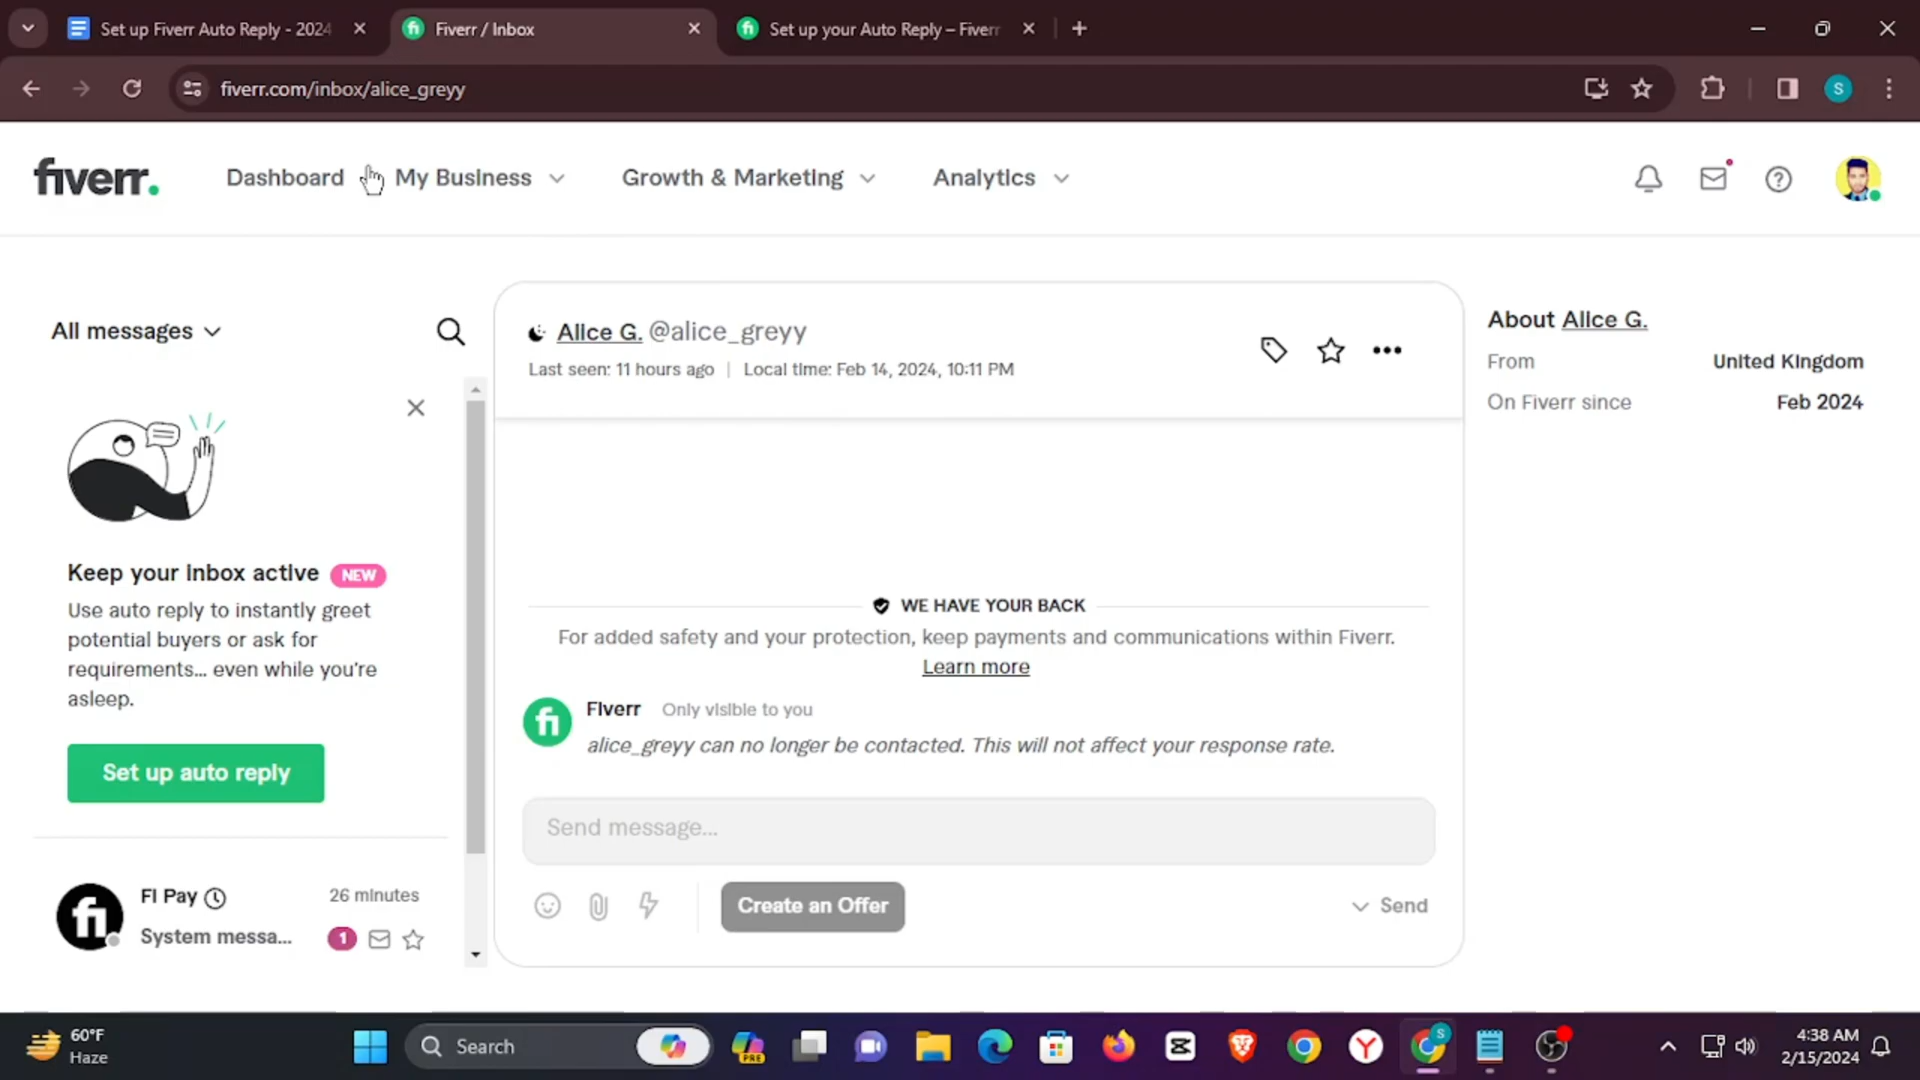 Set up Fiverr Auto Reply - 2024
Fiverr / Inbox
Set up your Auto Reply – Fiverr
fiverr.com/inbox/alice_greyy
S
fiverr.
Dashboard
My Business
Growth & Marketing
Analytics
All messages
Keep your inbox active NEW
Use auto reply to instantly greet
potential buyers or ask for
requirements... even while you're
asleep.
Set up auto reply
FI Pay
26 minutes
System messa...
1
Alice G. @alice_greyy
Last seen: 11 hours ago | Local time: Feb 14, 2024, 10:11 PM
WE HAVE YOUR BACK
For added safety and your protection, keep payments and communications within Fiverr.
Learn more
Fiverr Only visible to you
alice_greyy can no longer be contacted. This will not affect your response rate.
Send message...
Create an Offer
Send
About Alice G.
From United Kingdom
On Fiverr since Feb 2024
60°F
Haze
Search
PRE
S
4:38 AM
2/15/2024